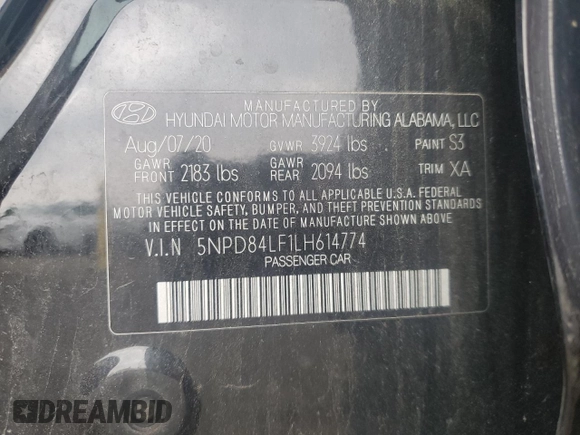 MANUFACTURED BY
HYUNDAI MOTOR MANUFACTURING ALABAMA, LLC
Aug/07/20 GVWR 3924 lbs PAINT S3
GAWR FRONT 2183 lbs GAWR REAR 2094 lbs TRIM XA
THIS VEHICLE CONFORMS TO ALL APPLICABLE U.S.A. FEDERAL
MOTOR VEHICLE SAFETY, BUMPER, AND THEFT PREVENTION STANDARDS
IN EFFECT ON THE DATE OF MANUFACTURE SHOWN ABOVE.
V.I.N 5NPD84LF1LH614774
PASSENGER CAR
DREAMBID